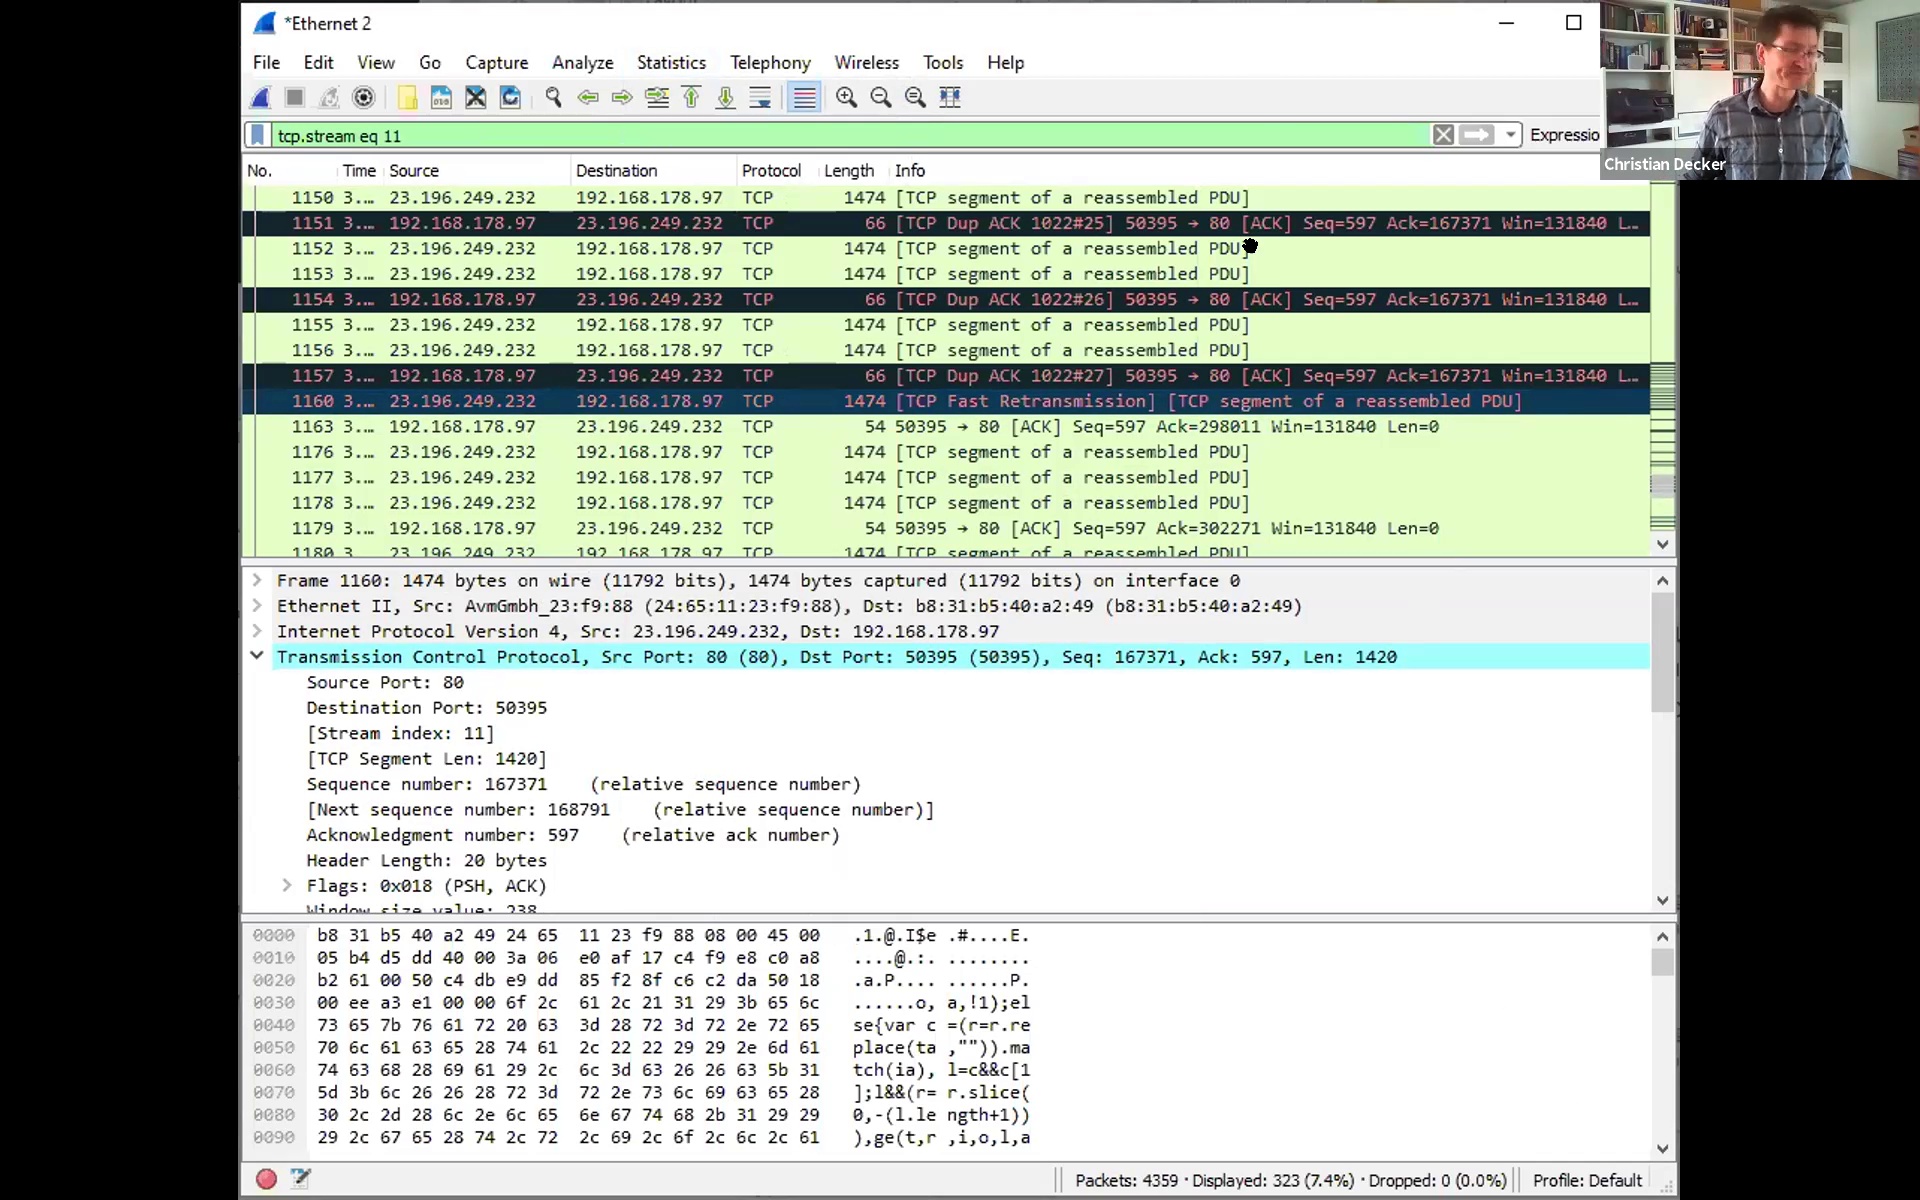 *Ethernet 2
File Edit View Go Capture Analyze Statistics Telephony Wireless Tools Help
tcp.stream eq 11 Expressio
Christian Decker
No. Time Source Destination Protocol Length Info
1150 3… 23.196.249.232 192.168.178.97 TCP 1474 [TCP segment of a reassembled PDU]
1151 3… 192.168.178.97 23.196.249.232 TCP 66 [TCP Dup ACK 1022#25] 50395 → 80 [ACK] Seq=597 Ack=167371 Win=131840 L…
1152 3… 23.196.249.232 192.168.178.97 TCP 1474 [TCP segment of a reassembled PDU]
1153 3… 23.196.249.232 192.168.178.97 TCP 1474 [TCP segment of a reassembled PDU]
1154 3… 192.168.178.97 23.196.249.232 TCP 66 [TCP Dup ACK 1022#26] 50395 → 80 [ACK] Seq=597 Ack=167371 Win=131840 L…
1155 3… 23.196.249.232 192.168.178.97 TCP 1474 [TCP segment of a reassembled PDU]
1156 3… 23.196.249.232 192.168.178.97 TCP 1474 [TCP segment of a reassembled PDU]
1157 3… 192.168.178.97 23.196.249.232 TCP 66 [TCP Dup ACK 1022#27] 50395 → 80 [ACK] Seq=597 Ack=167371 Win=131840 L…
1160 3… 23.196.249.232 192.168.178.97 TCP 1474 [TCP Fast Retransmission] [TCP segment of a reassembled PDU]
1163 3… 192.168.178.97 23.196.249.232 TCP 54 50395 → 80 [ACK] Seq=597 Ack=298011 Win=131840 Len=0
1176 3… 23.196.249.232 192.168.178.97 TCP 1474 [TCP segment of a reassembled PDU]
1177 3… 23.196.249.232 192.168.178.97 TCP 1474 [TCP segment of a reassembled PDU]
1178 3… 23.196.249.232 192.168.178.97 TCP 1474 [TCP segment of a reassembled PDU]
1179 3… 192.168.178.97 23.196.249.232 TCP 54 50395 → 80 [ACK] Seq=597 Ack=302271 Win=131840 Len=0
1180 3… 23.196.249.232 192.168.178.97 TCP 1474 [TCP segment of a reassembled PDU]
Frame 1160: 1474 bytes on wire (11792 bits), 1474 bytes captured (11792 bits) on interface 0
Ethernet II, Src: AvmGmbh_23:f9:88 (24:65:11:23:f9:88), Dst: b8:31:b5:40:a2:49 (b8:31:b5:40:a2:49)
Internet Protocol Version 4, Src: 23.196.249.232, Dst: 192.168.178.97
Transmission Control Protocol, Src Port: 80 (80), Dst Port: 50395 (50395), Seq: 167371, Ack: 597, Len: 1420
Source Port: 80
Destination Port: 50395
[Stream index: 11]
[TCP Segment Len: 1420]
Sequence number: 167371 (relative sequence number)
[Next sequence number: 168791 (relative sequence number)]
Acknowledgment number: 597 (relative ack number)
Header Length: 20 bytes
Flags: 0x018 (PSH, ACK)
Window size value: 238
0000 b8 31 b5 40 a2 49 24 65 11 23 f9 88 08 00 45 00 .1.@.I$e .#....E.
0010 05 b4 d5 dd 40 00 3a 06 e0 af 17 c4 f9 e8 c0 a8 ....@.:. ........
0020 b2 61 00 50 c4 db e9 dd 85 f2 8f c6 c2 da 50 18 .a.P.... ......P.
0030 00 ee a3 e1 00 00 6f 2c 61 2c 21 31 29 3b 65 6c ......o, a,!1);el
0040 73 65 7b 76 61 72 20 63 3d 28 72 3d 72 2e 72 65 se{var c =(r=r.re
0050 70 6c 61 63 65 28 74 61 2c 22 22 29 29 2e 6d 61 place(ta ,"")).ma
0060 74 63 68 28 69 61 29 2c 6c 3d 63 26 26 63 5b 31 tch(ia), l=c&&c[1
0070 5d 3b 6c 26 26 28 72 3d 72 2e 73 6c 69 63 65 28 ];l&&(r= r.slice(
0080 30 2c 2d 28 6c 2e 6c 65 6e 67 74 68 2b 31 29 29 0,-(l.le ngth+1))
0090 29 2c 67 65 28 74 2c 72 2c 69 2c 6f 2c 6c 2c 61 ),ge(t,r ,i,o,l,a
Packets: 4359 · Displayed: 323 (7.4%) · Dropped: 0 (0.0%) Profile: Default